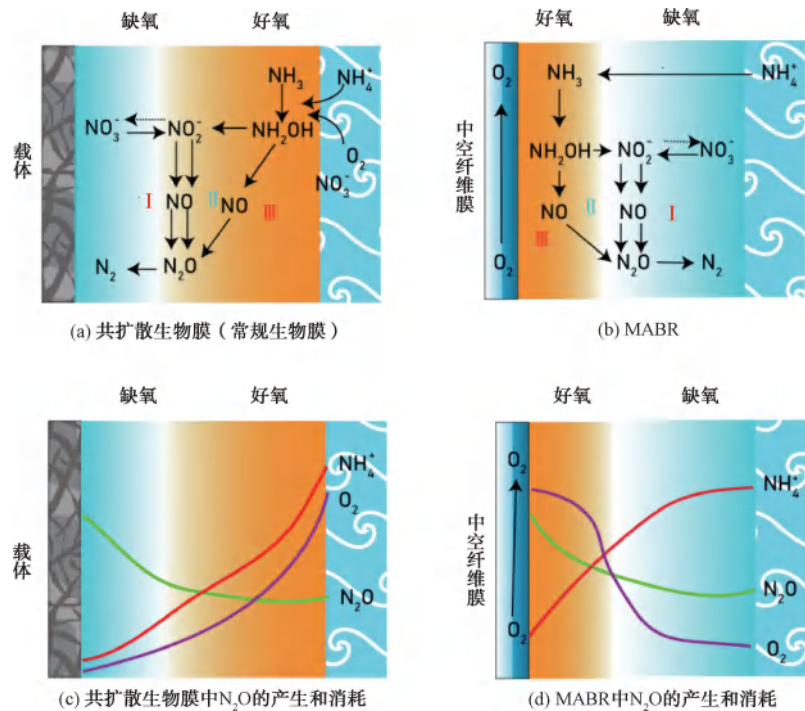 缺氧 好氧
NH₃ NH₄⁺
NO₃⁻ NO₂⁻ NH₂OH
O₂
NO₃⁻
载体
Ⅰ NO Ⅱ NO Ⅲ
N₂ N₂O
(a) 共扩散生物膜（常规生物膜）
好氧 缺氧
O₂ NH₃ NH₄⁺
中空纤维膜
NH₂OH NO₂⁻ NO₃⁻
NO Ⅱ NO Ⅰ
Ⅲ
O₂ N₂O N₂
(b) MABR
缺氧 好氧
NH₄⁺
O₂
载体
N₂O
(c) 共扩散生物膜中N₂O的产生和消耗
好氧 缺氧
O₂
NH₄⁺
中空纤维膜
N₂O
O₂
O₂
(d) MABR中N₂O的产生和消耗